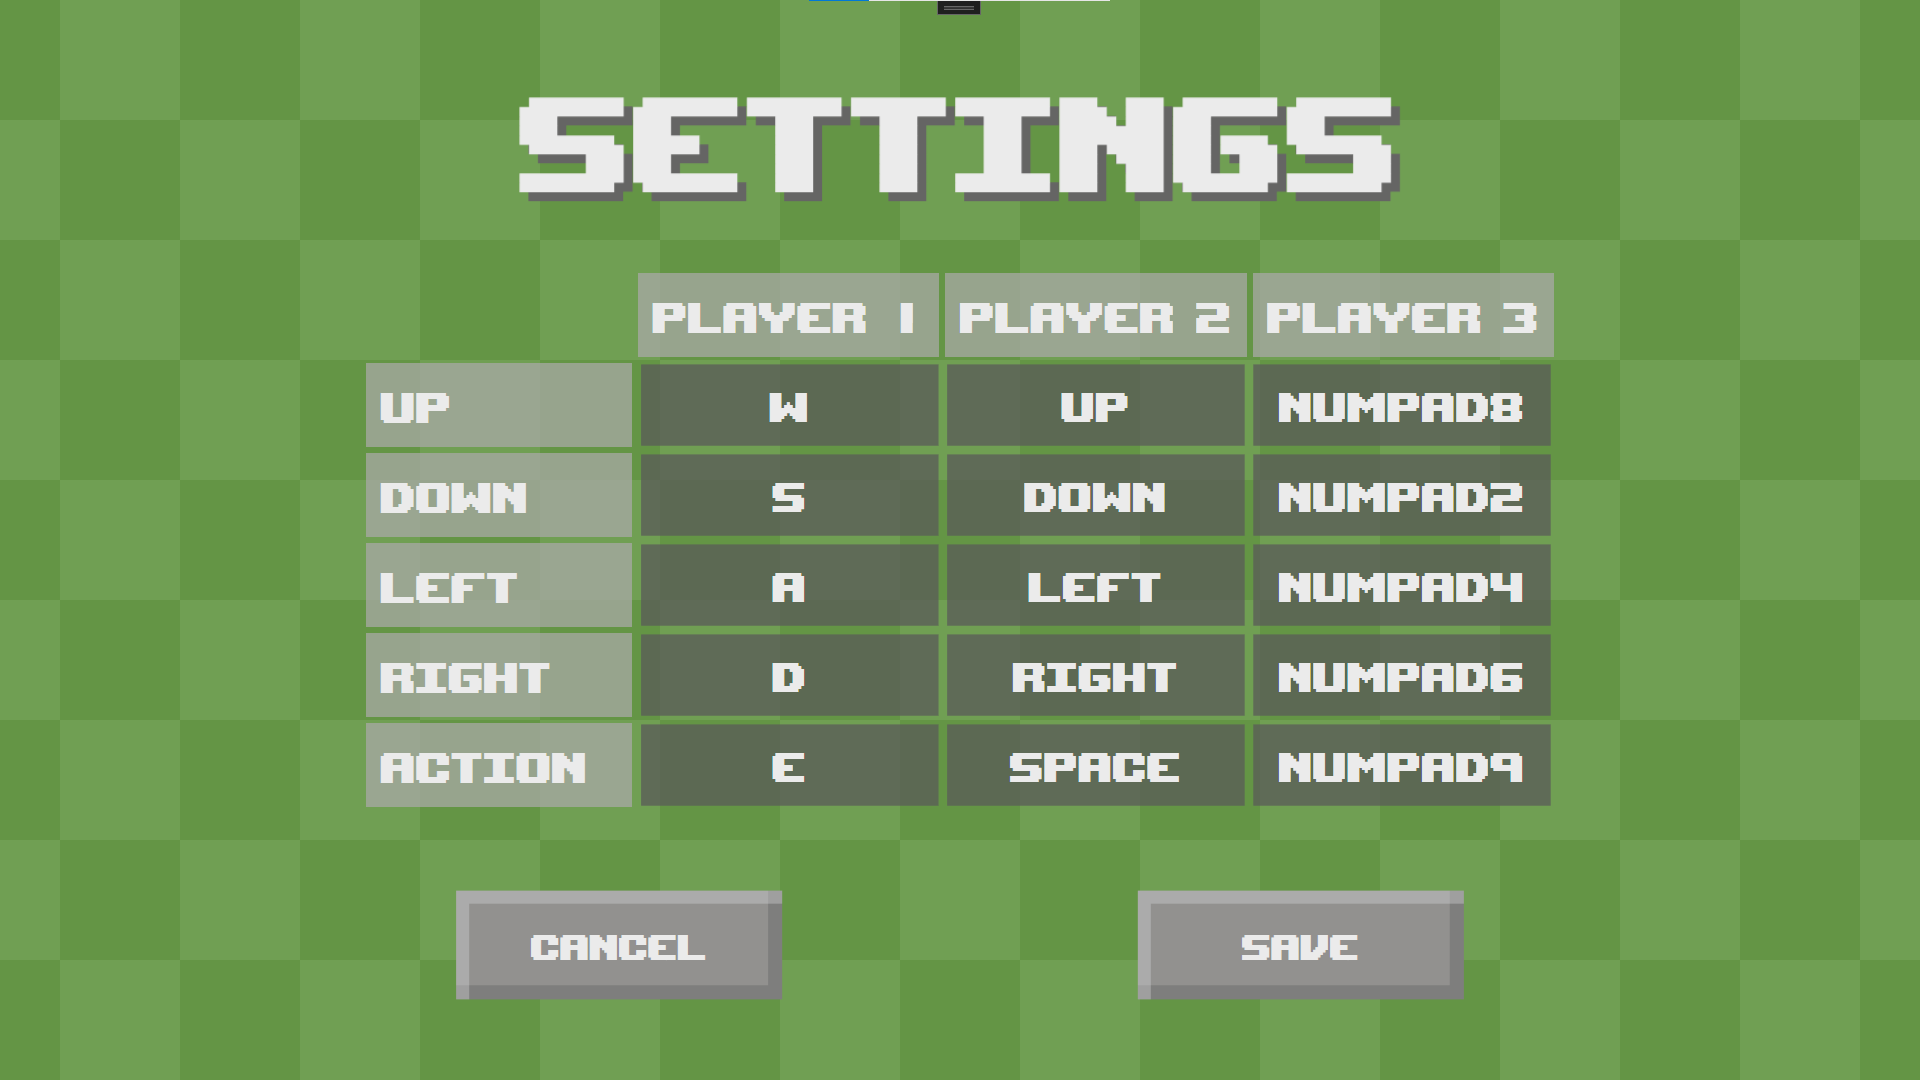 SETTINGS
PLAYER 1 PLAYER 2 PLAYER 3
UP W UP NUMPAD8
DOWN S DOWN NUMPAD2
LEFT A LEFT NUMPAD4
RIGHT D RIGHT NUMPAD6
ACTION E SPACE NUMPAD9
CANCEL SAVE